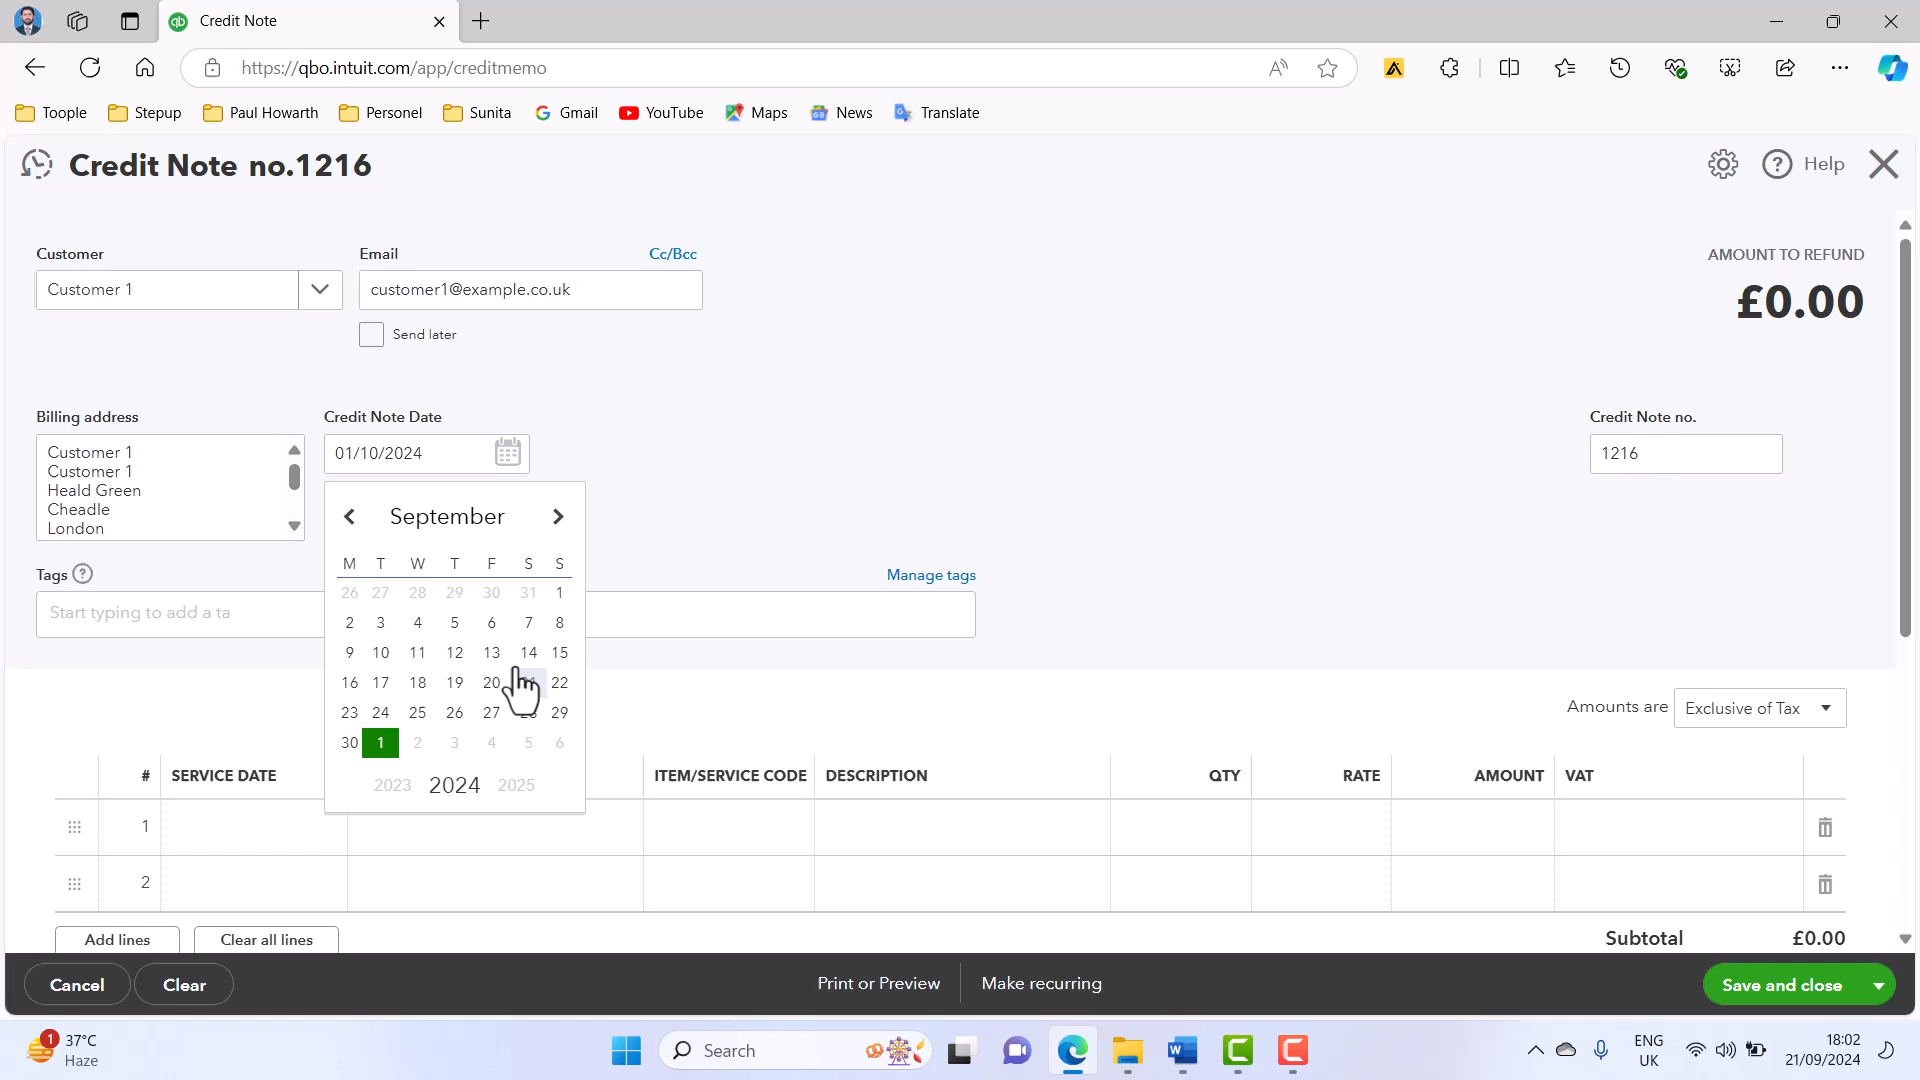 Credit Note
https://qbo.intuit.com/app/creditmemo
Toople Stepup Paul Howarth Personel Sunita Gmail YouTube Maps News Translate
Credit Note no.1216
Help
Customer
Email
Cc/Bcc
AMOUNT TO REFUND
Customer 1
customer1@example.co.uk
£0.00
Send later
Billing address
Credit Note Date
Credit Note no.
Customer 1
Customer 1
Heald Green
Cheadle
London
01/10/2024
1216
September
M T W T F S S
26 27 28 29 30 31 1
2 3 4 5 6 7 8
9 10 11 12 13 14 15
16 17 18 19 20 22
23 24 25 26 27 28 29
30 1 2 3 4 5 6
2023 2024 2025
Tags
Manage tags
Start typing to add a ta
Amounts are
Exclusive of Tax
# SERVICE DATE ITEM/SERVICE CODE DESCRIPTION QTY RATE AMOUNT VAT
1
2
Add lines
Clear all lines
Subtotal £0.00
Cancel
Clear
Print or Preview
Make recurring
Save and close
1
37°C
Haze
Search
ENG
UK
18:02
21/09/2024